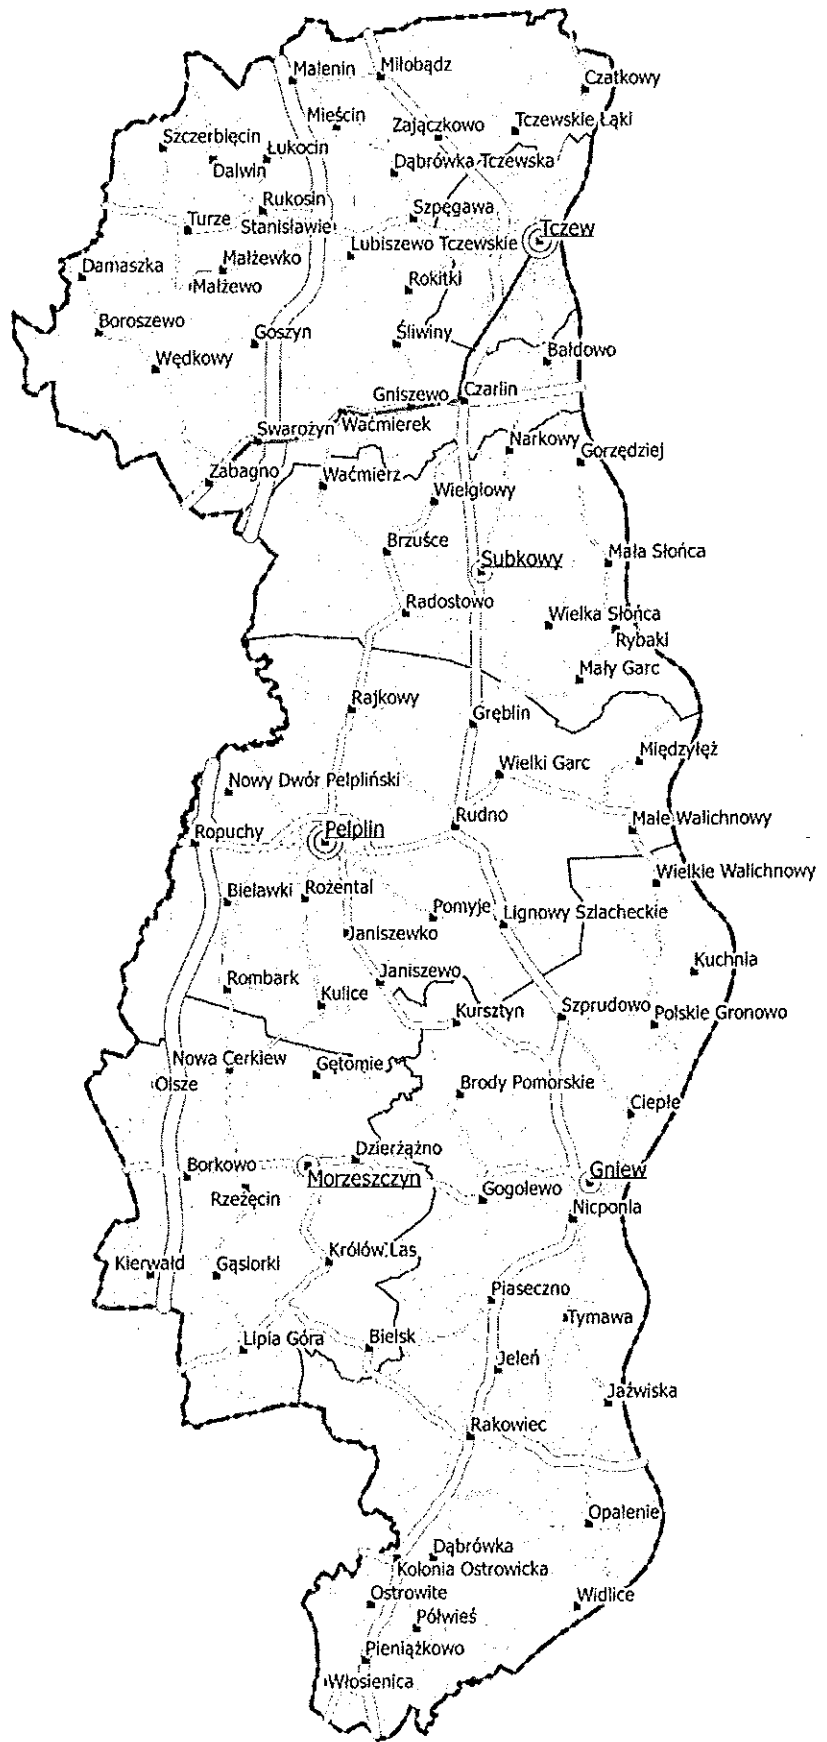 Malenin
Miłobądz
Czatkowy
Mieścin
Zajączkowo
Tczewskie Łąki
Szczerbięcin
Łukocin
Dalwin
Dąbrówka Tczewska
Rukosin
Szpęgawa
Turze
Stanisławie
Tczew
Lubiszewo Tczewskie
Małżewko
Damaszka
Rokitki
Małżewo
Boroszewo
Goszyn
Śliwiny
Bałdowo
Wędkowy
Gniszewo
Czarlin
Swarożyn
Waćmierek
Narkowy
Gorzędziej
Zabagno
Waćmierz
Wielgłowy
Brzuśce
Subkowy
Mała Słońca
Radostowo
Wielka Słońca
Rybaki
Mały Garc
Rajkowy
Gręblin
Międzyłęż
Wielki Garc
Nowy Dwór Pelpliński
Rudno
Małe Walichnowy
Ropuchy
Pelplin
Wielkie Walichnowy
Bielawki
Rożental
Pomyje
Lignowy Szlacheckie
Janiszewko
Kuchnia
Rombark
Janiszewo
Kulice
Kursztyn
Szprudowo
Polskie Gronowo
Nowa Cerkiew
Gętomie
Olsze
Brody Pomorskie
Ciepłe
Dzierżążno
Borkowo
Morzeszczyn
Gniew
Rzeżęcin
Gogolewo
Nicponia
Królów Las
Kierwałd
Gąsiorki
Piaseczno
Tymawa
Lipia Góra
Bielsk
Jeleń
Jaźwiska
Rakowiec
Opalenie
Dąbrówka
Kolonia Ostrowicka
Ostrowite
Widlice
Półwieś
Pieniążkowo
Włosienica